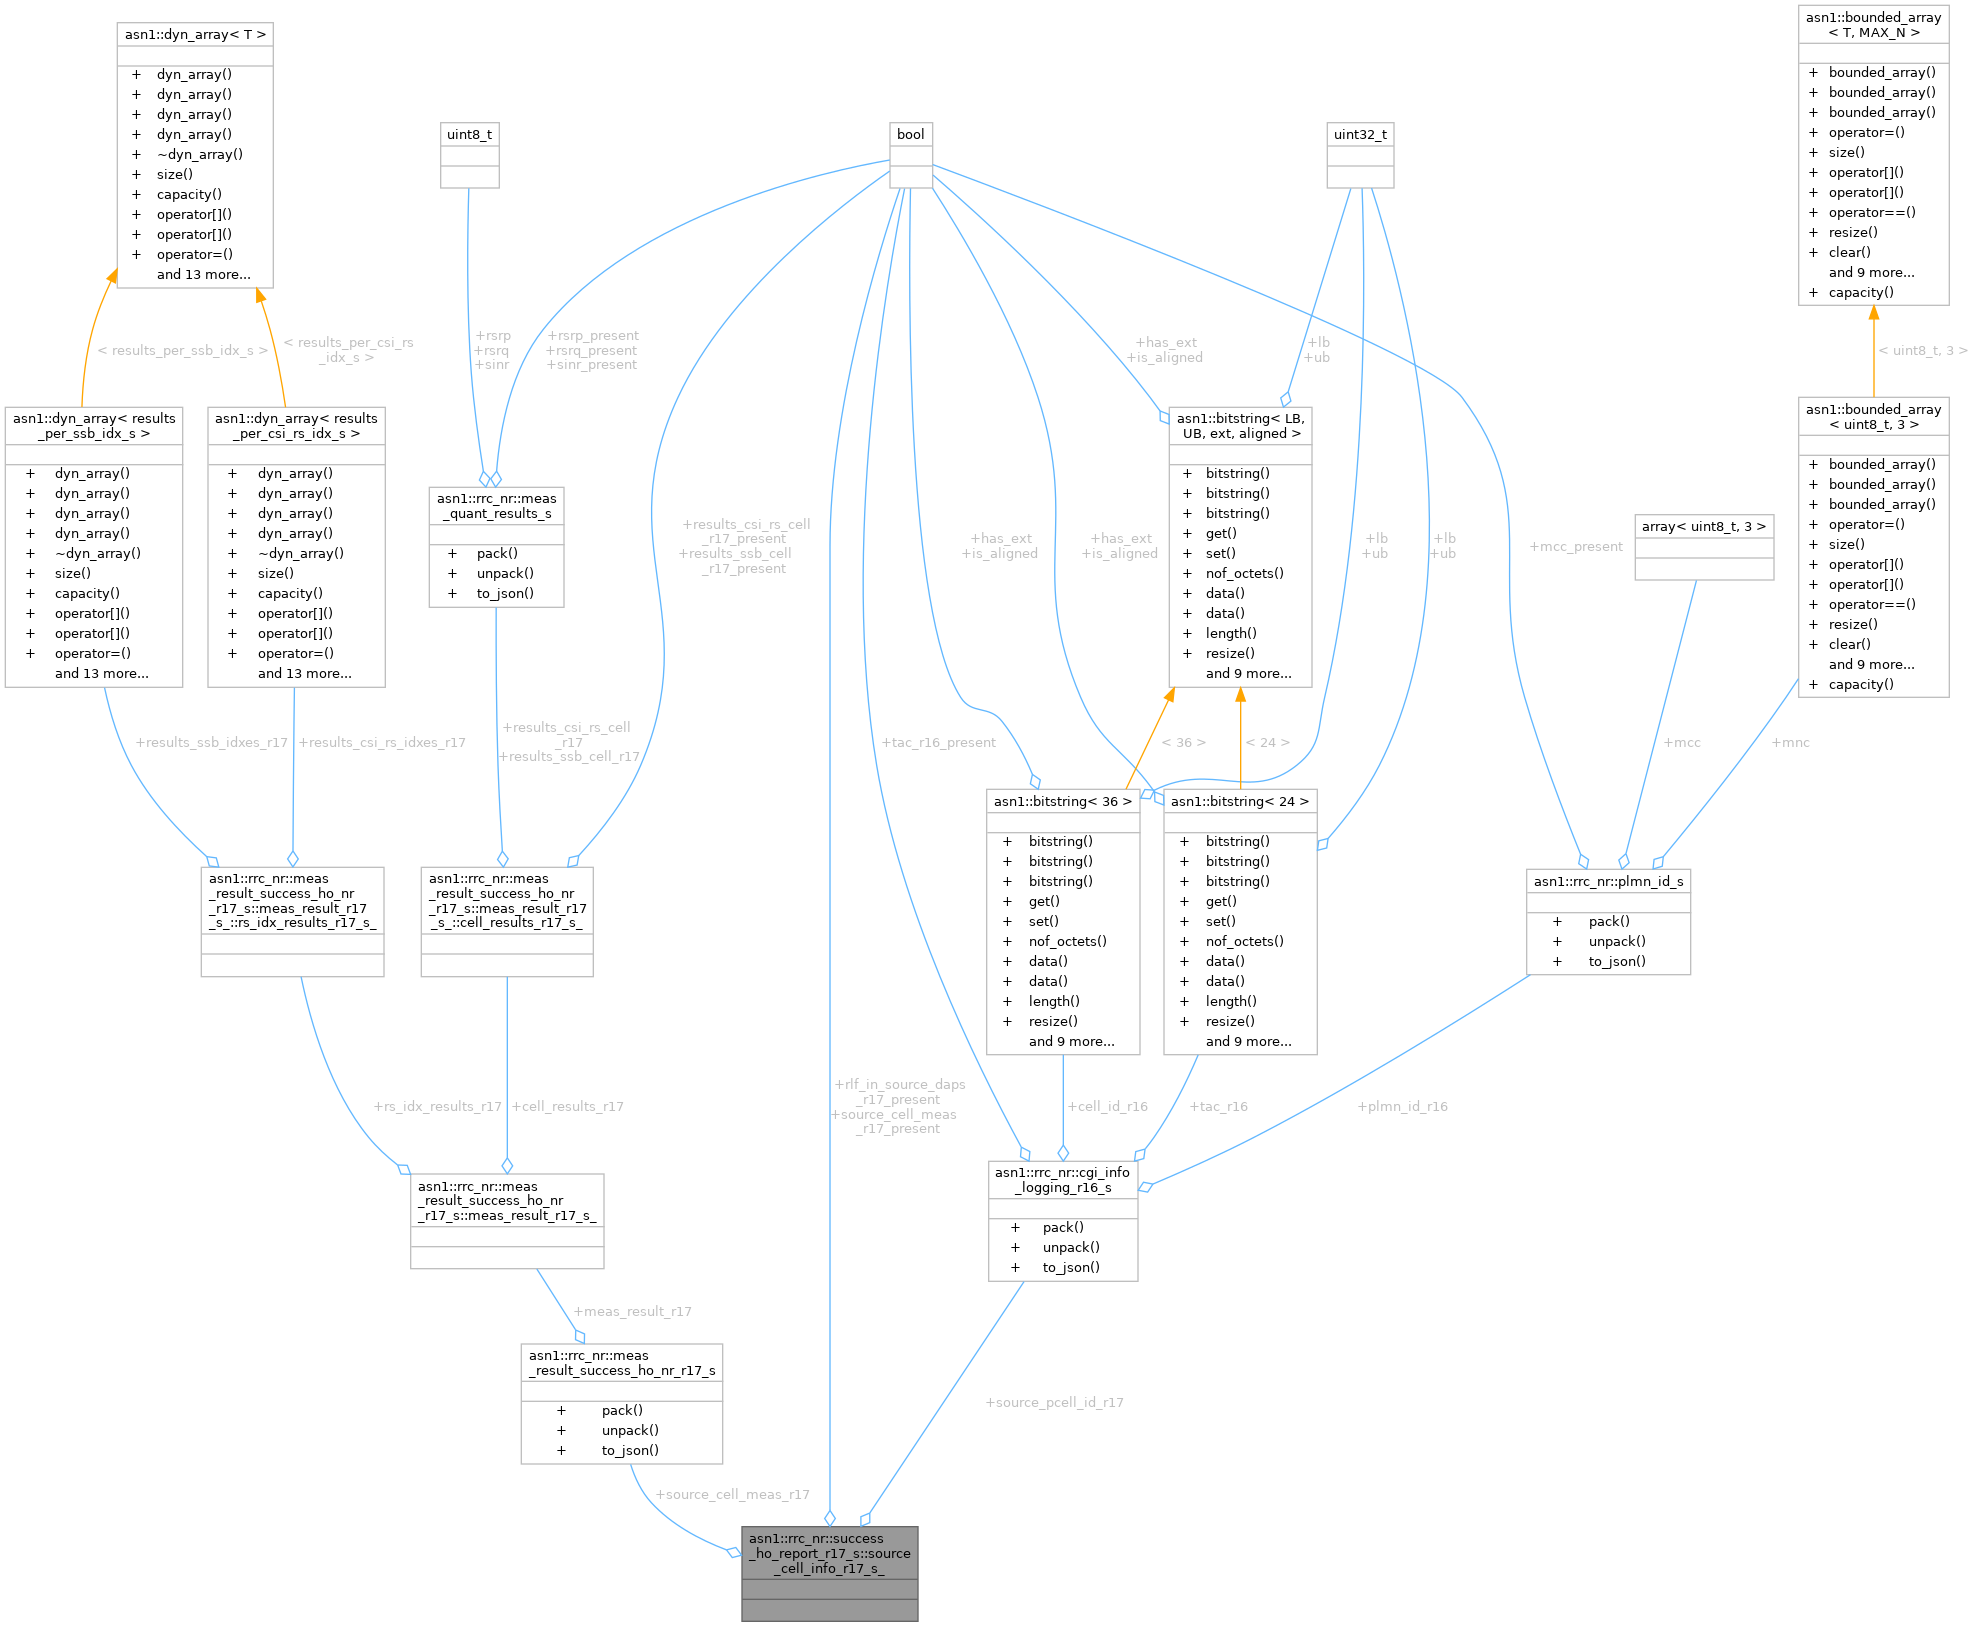 asn1::dyn_array< T >
+ dyn_array()
+ dyn_array()
+ dyn_array()
+ dyn_array()
+ ~dyn_array()
+ size()
+ capacity()
+ operator[]()
+ operator[]()
+ operator=()
and 13 more...
uint8_t
bool
uint32_t
asn1::bounded_array
< T, MAX_N >
+ bounded_array()
+ bounded_array()
+ bounded_array()
+ operator=()
+ size()
+ operator[]()
+ operator[]()
+ operator==()
+ resize()
+ clear()
and 9 more...
+ capacity()
< results_per_ssb_idx_s >
< results_per_csi_rs
_idx_s >
+rsrp
+rsrq
+sinr
+rsrp_present
+rsrq_present
+sinr_present
+has_ext
+is_aligned
+lb
+ub
< uint8_t, 3 >
asn1::dyn_array< results
_per_ssb_idx_s >
+ dyn_array()
+ dyn_array()
+ dyn_array()
+ dyn_array()
+ ~dyn_array()
+ size()
+ capacity()
+ operator[]()
+ operator[]()
+ operator=()
and 13 more...
asn1::dyn_array< results
_per_csi_rs_idx_s >
+ dyn_array()
+ dyn_array()
+ dyn_array()
+ dyn_array()
+ ~dyn_array()
+ size()
+ capacity()
+ operator[]()
+ operator[]()
+ operator=()
and 13 more...
asn1::rrc_nr::meas
_quant_results_s
+ pack()
+ unpack()
+ to_json()
+results_csi_rs_cell
_r17_present
+results_ssb_cell
_r17_present
+has_ext
+is_aligned
+has_ext
+is_aligned
asn1::bitstring< LB,
UB, ext, aligned >
+ bitstring()
+ bitstring()
+ bitstring()
+ get()
+ set()
+ nof_octets()
+ data()
+ data()
+ length()
+ resize()
and 9 more...
+lb
+ub
+lb
+ub
+mcc_present
array< uint8_t, 3 >
asn1::bounded_array
< uint8_t, 3 >
+ bounded_array()
+ bounded_array()
+ bounded_array()
+ operator=()
+ size()
+ operator[]()
+ operator[]()
+ operator==()
+ resize()
+ clear()
and 9 more...
+ capacity()
+results_ssb_idxes_r17
+results_csi_rs_idxes_r17
+results_csi_rs_cell
_r17
+results_ssb_cell_r17
+tac_r16_present
< 36 >
< 24 >
+mcc
+mnc
asn1::rrc_nr::meas
_result_success_ho_nr
_r17_s::meas_result_r17
_s_::rs_idx_results_r17_s_
asn1::rrc_nr::meas
_result_success_ho_nr
_r17_s::meas_result_r17
_s_::cell_results_r17_s_
asn1::bitstring< 36 >
+ bitstring()
+ bitstring()
+ bitstring()
+ get()
+ set()
+ nof_octets()
+ data()
+ data()
+ length()
+ resize()
and 9 more...
asn1::bitstring< 24 >
+ bitstring()
+ bitstring()
+ bitstring()
+ get()
+ set()
+ nof_octets()
+ data()
+ data()
+ length()
+ resize()
and 9 more...
asn1::rrc_nr::plmn_id_s
+ pack()
+ unpack()
+ to_json()
+rs_idx_results_r17
+cell_results_r17
+rlf_in_source_daps
_r17_present
+source_cell_meas
_r17_present
+cell_id_r16
+tac_r16
+plmn_id_r16
asn1::rrc_nr::meas
_result_success_ho_nr
_r17_s::meas_result_r17_s_
asn1::rrc_nr::cgi_info
_logging_r16_s
+ pack()
+ unpack()
+ to_json()
+meas_result_r17
asn1::rrc_nr::meas
_result_success_ho_nr_r17_s
+ pack()
+ unpack()
+ to_json()
+source_pcell_id_r17
+source_cell_meas_r17
asn1::rrc_nr::success
_ho_report_r17_s::source
_cell_info_r17_s_